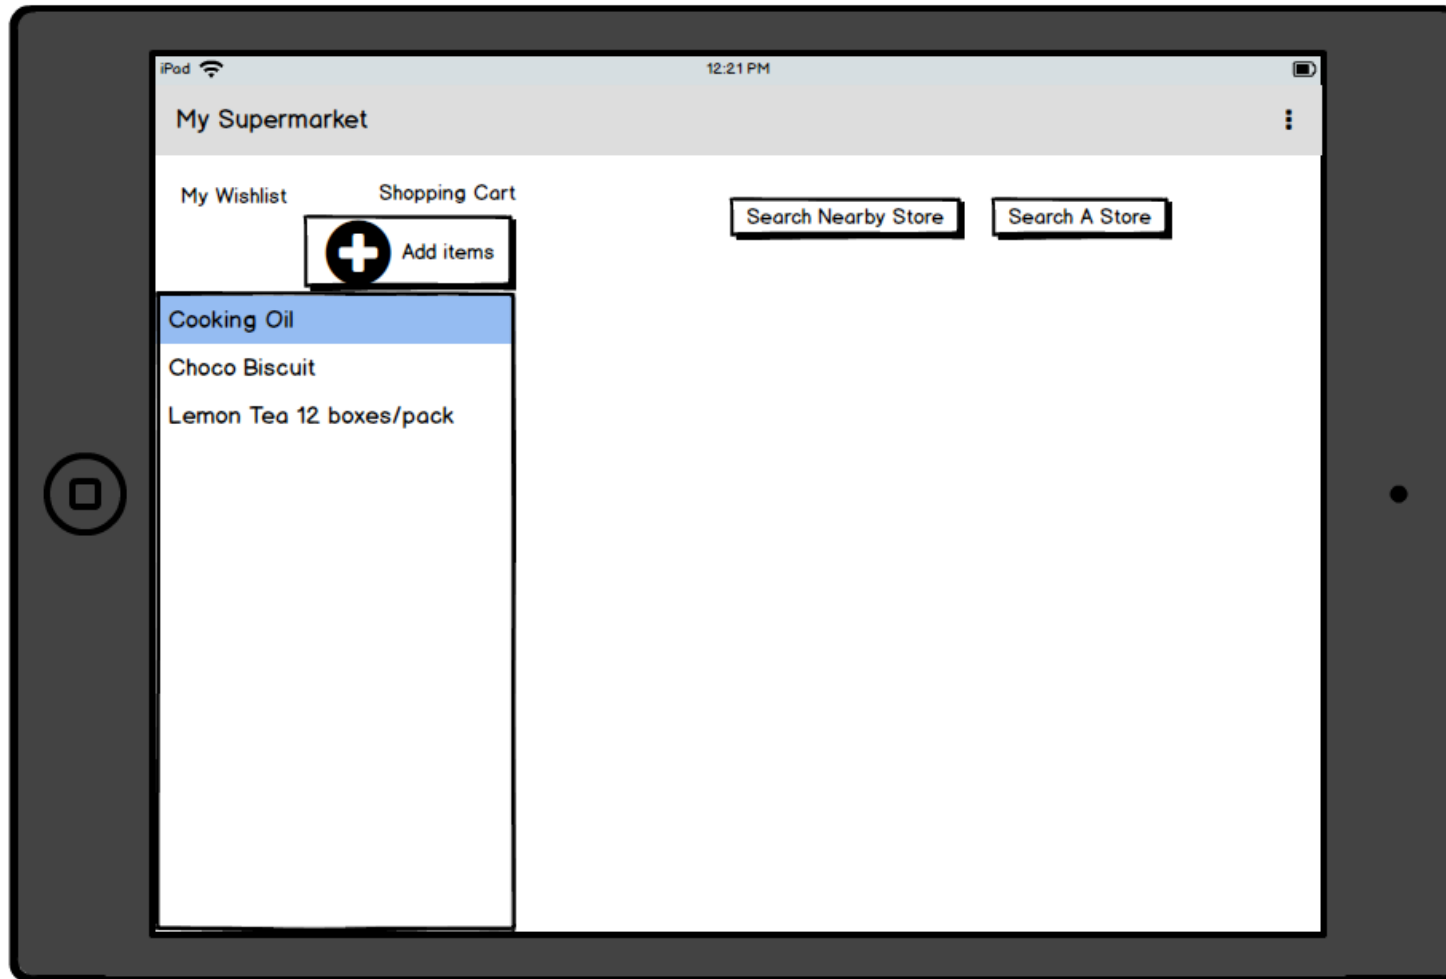 iPad
12:21 PM
My Supermarket
My Wishlist
Shopping Cart
Search Nearby Store
Search A Store
Add items
Cooking Oil
Choco Biscuit
Lemon Tea 12 boxes/pack